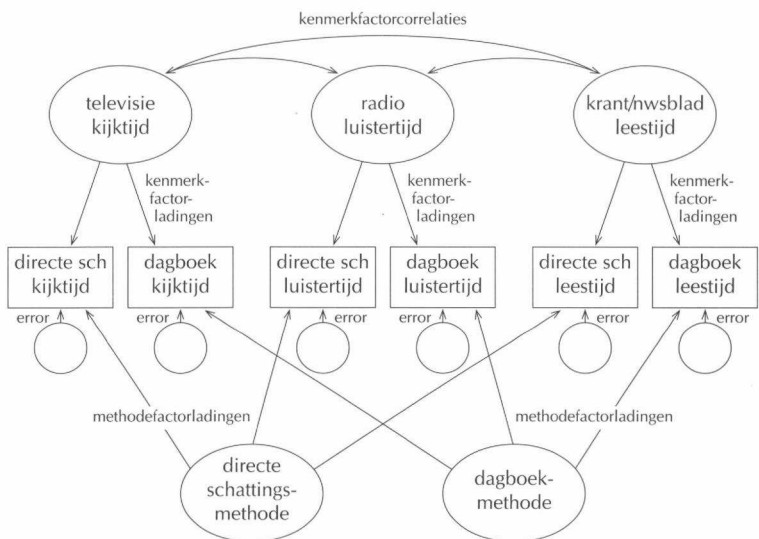 kenmerkfactorcorrelaties
televisie
kijktijd
radio
luistertijd
krant/nwsblad
leestijd
kenmerk-
factor-
ladingen
kenmerk-
factor-
ladingen
kenmerk-
factor-
ladingen
directe sch
kijktijd
dagboek
kijktijd
directe sch
luistertijd
dagboek
luistertijd
directe sch
leestijd
dagboek
leestijd
error
error
error
error
error
error
methodefactorladingen
methodefactorladingen
directe
schattings-
methode
dagboek-
methode